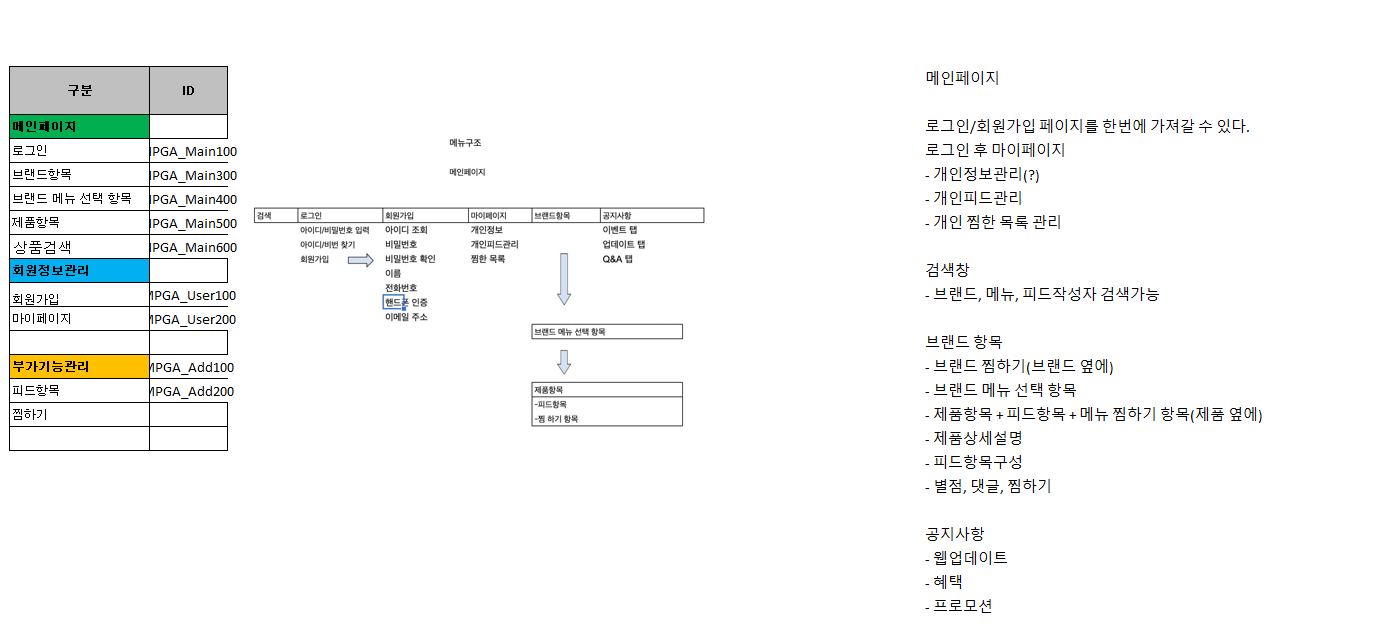 구분 ID
메인페이지
로그인 IPGA_Main100
브랜드항목 IPGA_Main300
브랜드 메뉴 선택 항목 IPGA_Main400
제품항목 IPGA_Main500
상품검색 IPGA_Main600
회원정보관리
회원가입 MPGA_User100
마이페이지 MPGA_User200
부가기능관리 MPGA_Add100
피드항목 MPGA_Add200
찜하기
메뉴구조
메인페이지
검색 로그인 회원가입 마이페이지 브랜드항목 공지사항
아이디/비밀번호 입력 아이디 조회 개인정보 이벤트 탭
아이디/비번 찾기 비밀번호 개인피드관리 업데이트 탭
회원가입 비밀번호 확인 찜한 목록 Q&A 탭
이름
전화번호
핸드폰 인증
이메일 주소
브랜드 메뉴 선택 항목
제품항목
-피드항목
-찜 하기 항목
메인페이지
로그인/회원가입 페이지를 한번에 가져갈 수 있다.
로그인 후 마이페이지
- 개인정보관리(?)
- 개인피드관리
- 개인 찜한 목록 관리
검색창
- 브랜드, 메뉴, 피드작성자 검색가능
브랜드 항목
- 브랜드 찜하기(브랜드 옆에)
- 브랜드 메뉴 선택 항목
- 제품항목 + 피드항목 + 메뉴 찜하기 항목(제품 옆에)
- 제품상세설명
- 피드항목구성
- 별점, 댓글, 찜하기
공지사항
- 웹업데이트
- 혜택
- 프로모션